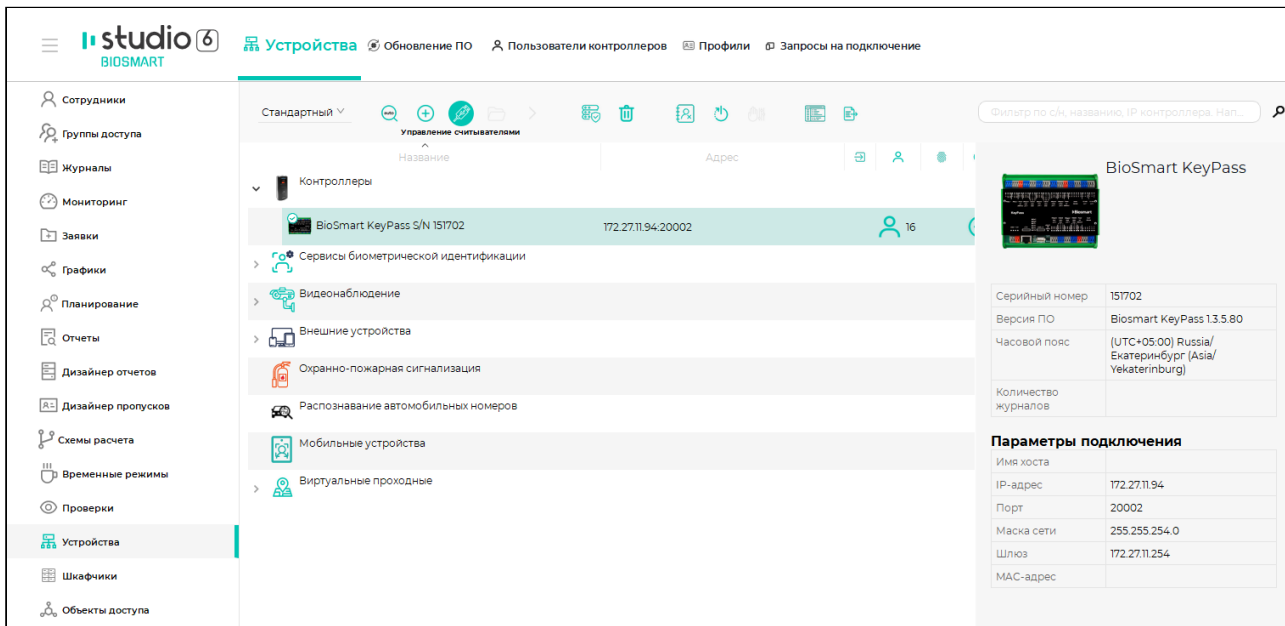 studio 6
BIOSMART
Устройства
Обновление ПО
Пользователи контроллеров
Профили
Запросы на подключение
Сотрудники
Группы доступа
Журналы
Мониторинг
Заявки
Графики
Планирование
Отчеты
Дизайнер отчетов
Дизайнер пропусков
Схемы расчета
Временные режимы
Проверки
Устройства
Шкафчики
Объекты доступа
Стандартный
Управление считывателями
Фильтр по с/н, названию, IP контроллера. Нап...
Название
Адрес
Контроллеры
BioSmart KeyPass S/N 151702
172.27.11.94:20002
16
Сервисы биометрической идентификации
Видеонаблюдение
Внешние устройства
Охранно-пожарная сигнализация
Распознавание автомобильных номеров
Мобильные устройства
Виртуальные проходные
BioSmart KeyPass
Серийный номер 151702
Версия ПО Biosmart KeyPass 1.3.5.80
Часовой пояс (UTC+05:00) Russia/
Екатеринбург (Asia/
Yekaterinburg)
Количество
журналов
Параметры подключения
Имя хоста
IP-адрес 172.27.11.94
Порт 20002
Маска сети 255.255.254.0
Шлюз 172.27.11.254
MAC-адрес